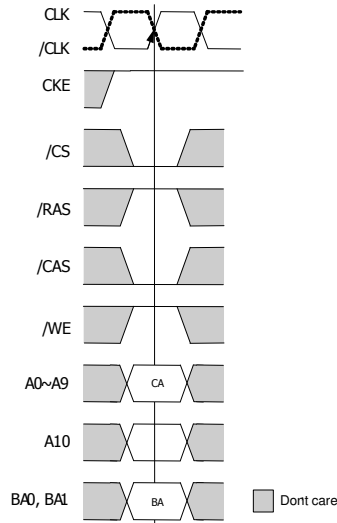 CLK
/CLK
CKE
/CS
/RAS
/CAS
/WE
A0~A9
CA
A10
BA0, BA1
BA
Dont care